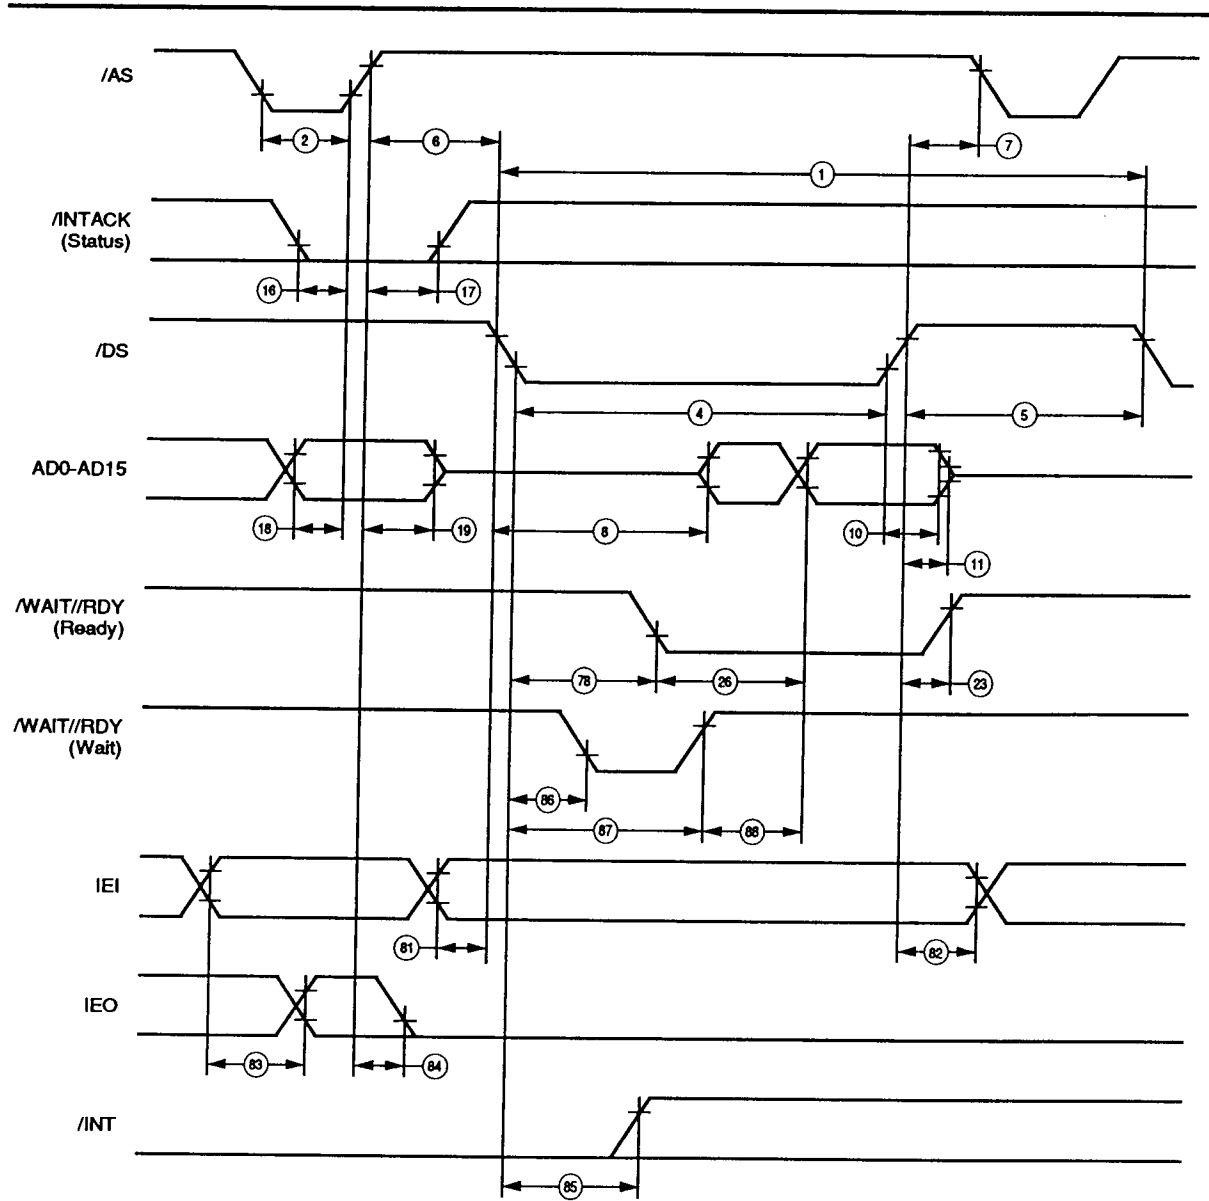 /AS
2
6
7
1
/INTACK
(Status)
16
17
/DS
4
5
AD0-AD15
18
19
8
10
11
/WAIT//RDY
(Ready)
78
26
23
/WAIT//RDY
(Wait)
86
87
88
IEI
81
82
IEO
83
84
/INT
85